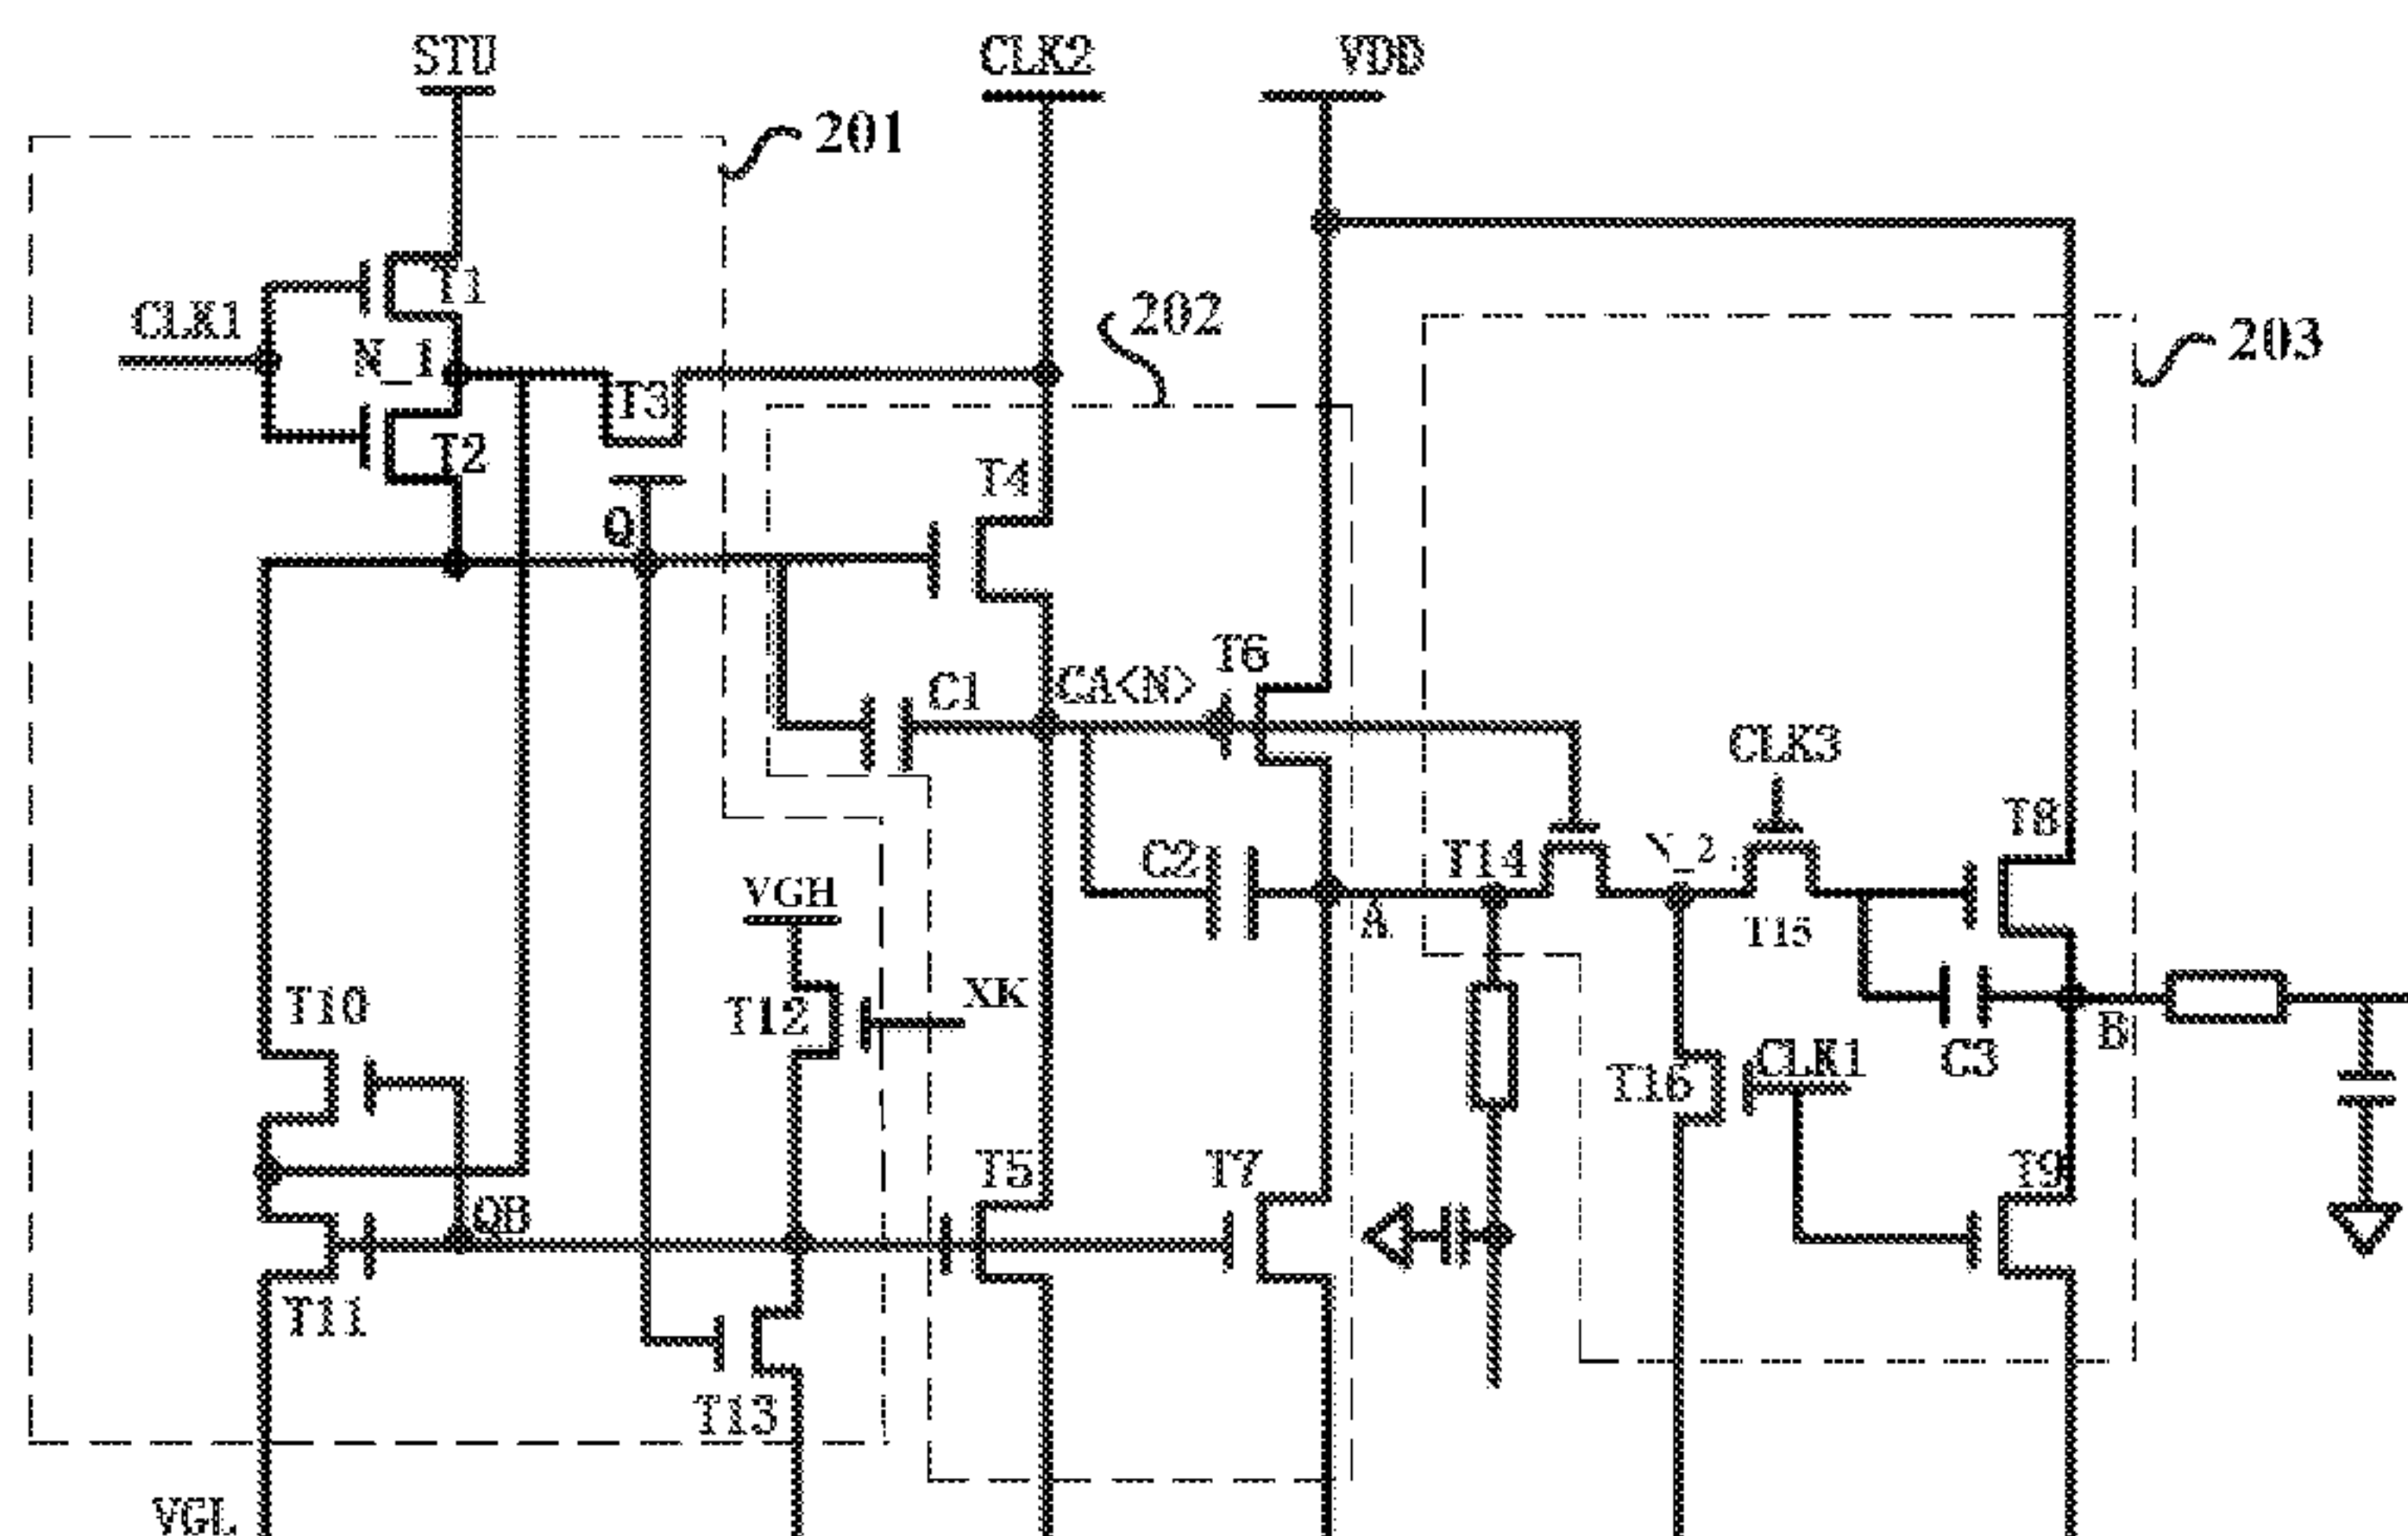 STU
CLK2
VDD
201
T1
CLK1
N_1
202
203
T3
T2
T4
Q
T6
C1
CA<N>
CLK3
T8
C2
T14
N_2
VGH
A
T15
T10
T12
XK
B
T16
CLK1
C3
T5
T7
T9
QB
T11
T13
VGL